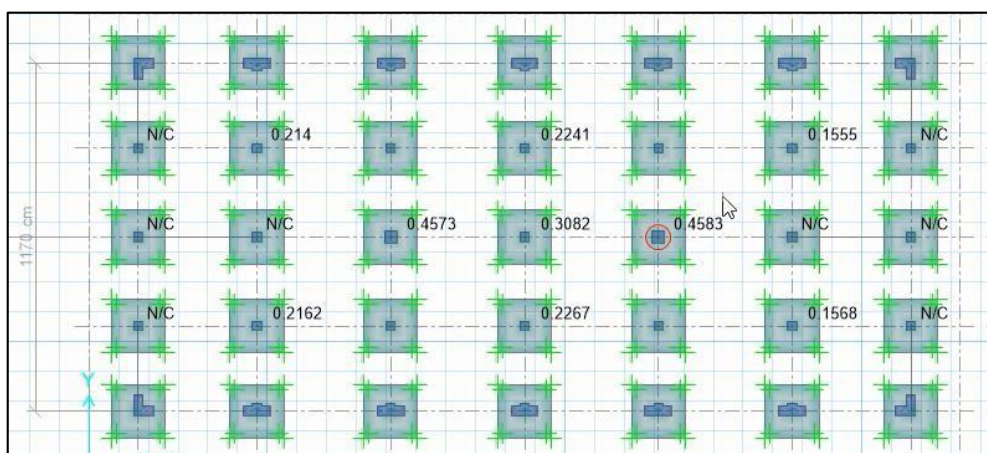 N/C 0.214 0.2241 0.1555 N/C
N/C N/C 0.4573 0.3082 0.4583 N/C N/C
1170 cm
N/C 0.2162 0.2267 0.1568 N/C
Y